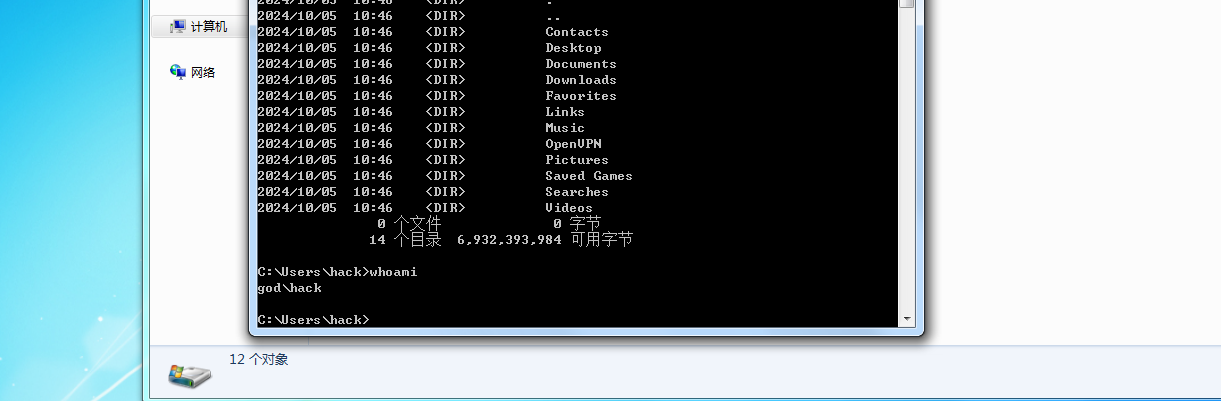 计算机
网络
2024/10/05  10:46    <DIR>          .
2024/10/05  10:46    <DIR>          ..
2024/10/05  10:46    <DIR>          Contacts
2024/10/05  10:46    <DIR>          Desktop
2024/10/05  10:46    <DIR>          Documents
2024/10/05  10:46    <DIR>          Downloads
2024/10/05  10:46    <DIR>          Favorites
2024/10/05  10:46    <DIR>          Links
2024/10/05  10:46    <DIR>          Music
2024/10/05  10:46    <DIR>          OpenVPN
2024/10/05  10:46    <DIR>          Pictures
2024/10/05  10:46    <DIR>          Saved Games
2024/10/05  10:46    <DIR>          Searches
2024/10/05  10:46    <DIR>          Videos
0 个文件              0 字节
14 个目录  6,932,393,984 可用字节
C:\Users\hack>whoami
god\hack
C:\Users\hack>
12 个对象